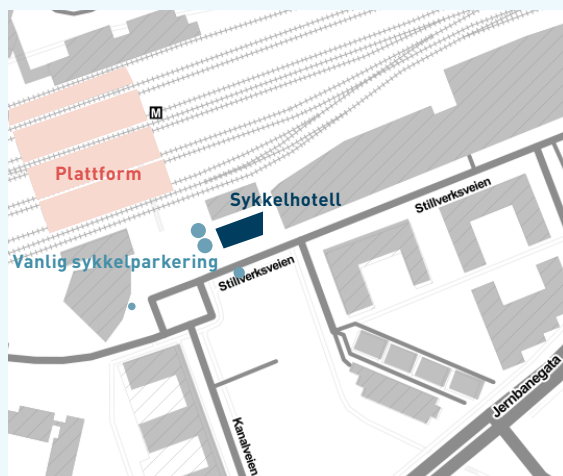 M
Plattform
Sykkelhotell
Stillverksveien
Vanlig sykkelparkering
Stillverksveien
Jernbanegata
Kanalveien